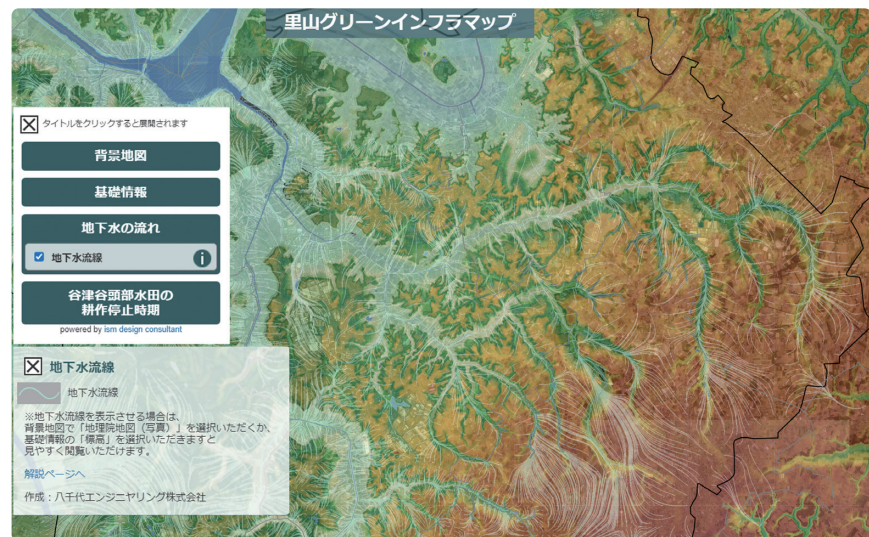 里山グリーンインフラマップ
タイトルをクリックすると展開されます
背景地図
基礎情報
地下水の流れ
地下水流線
i
谷津谷頭部水田の
耕作停止時期
powered by ism design consultant
地下水流線
地下水流線
※地下水流線を表示させる場合は、
背景地図で「地理院地図（写真）」を選択いただくか、
基礎情報の「標高」を選択いただきますと
見やすく閲覧いただけます。
解説ページへ
作成：八千代エンジニヤリング株式会社